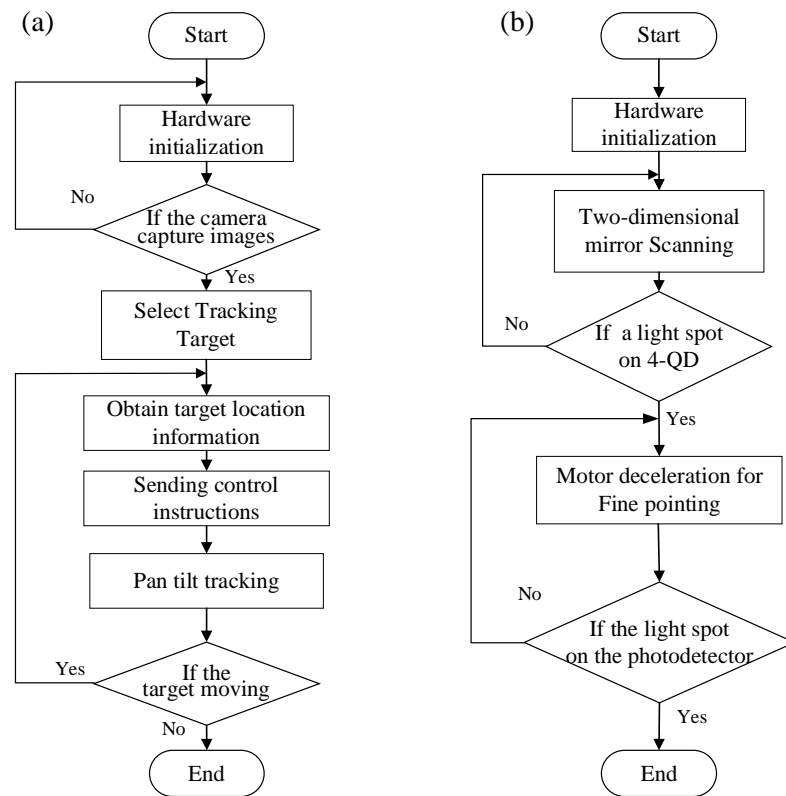 (a)
Start
Hardware
initialization
No
If the camera
capture images
Yes
Select Tracking
Target
Obtain target location
information
Sending control
instructions
Pan tilt tracking
Yes
If the
target moving
No
End
(b)
Start
Hardware
initialization
Two-dimensional
mirror Scanning
No
If a light spot
on 4-QD
Yes
Motor deceleration for
Fine pointing
No
If the light spot
on the photodetector
Yes
End